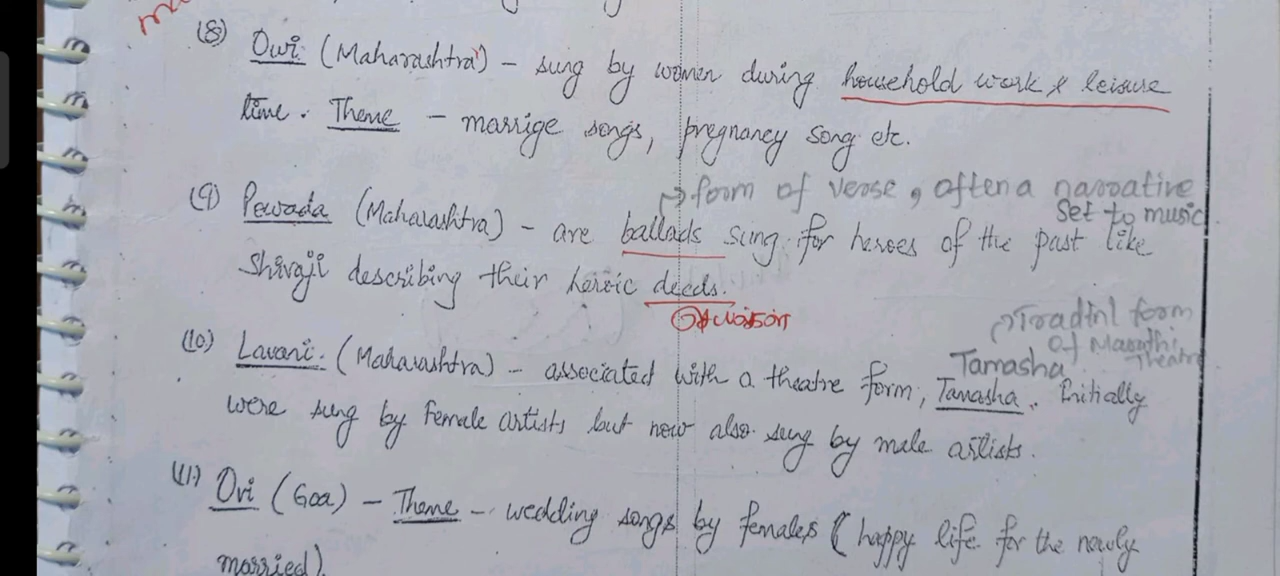 (8) Owi (Maharashtra) - sung by women during household work & leisure
time. Theme - marrige songs, pregnancy song etc.
form of verse, often a narrative
set to music
(9) Powada (Maharashtra) - are ballads sung for heroes of the past like
Shivaji describing their heroic deeds.
Tradtnl form
of Marathi
Theatre
Tamasha
(10) Lavani. (Maharashtra) - associated with a theatre form, Tamasha. Initially
were sung by female artists but now also sung by male artists.
(11) Ovi (Goa) - Theme - wedding songs by females (happy life for the newly
married).